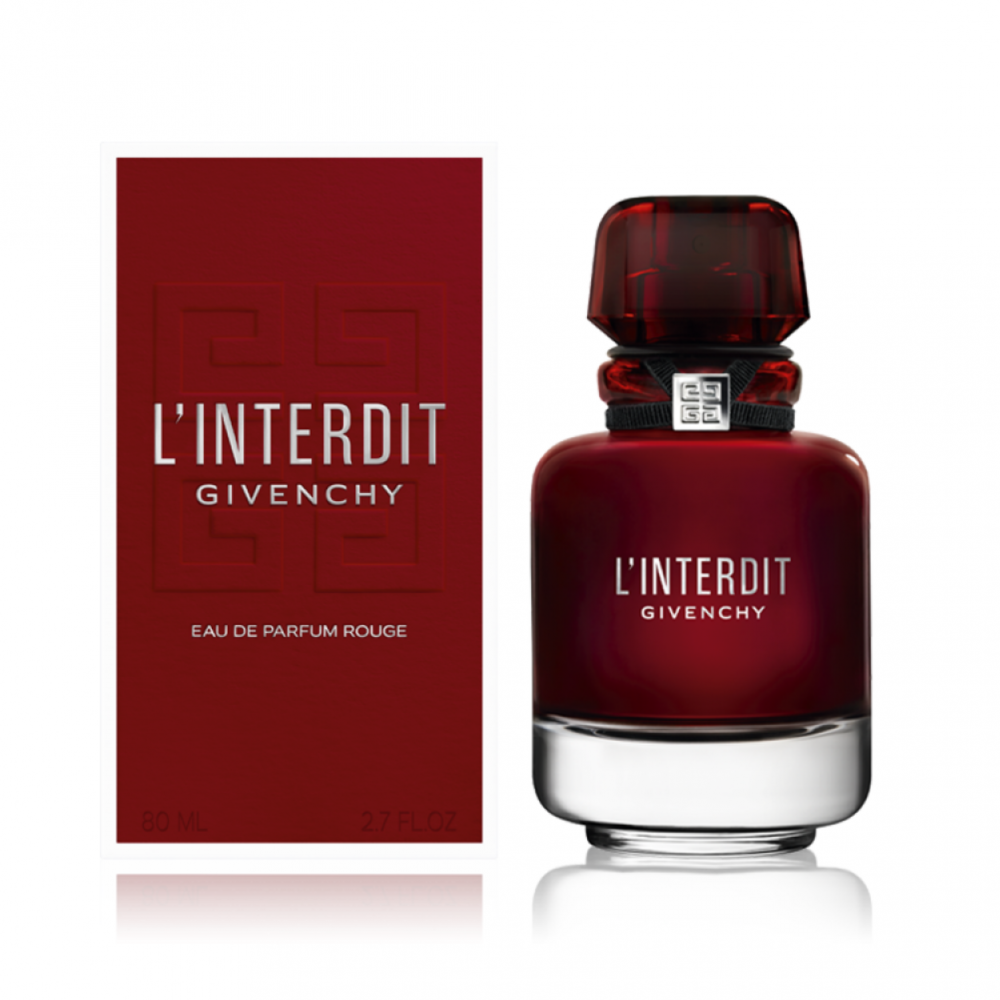 L'INTERDIT
GIVENCHY
EAU DE PARFUM ROUGE
80 ML 2.7 FL.OZ
L'INTERDIT
GIVENCHY